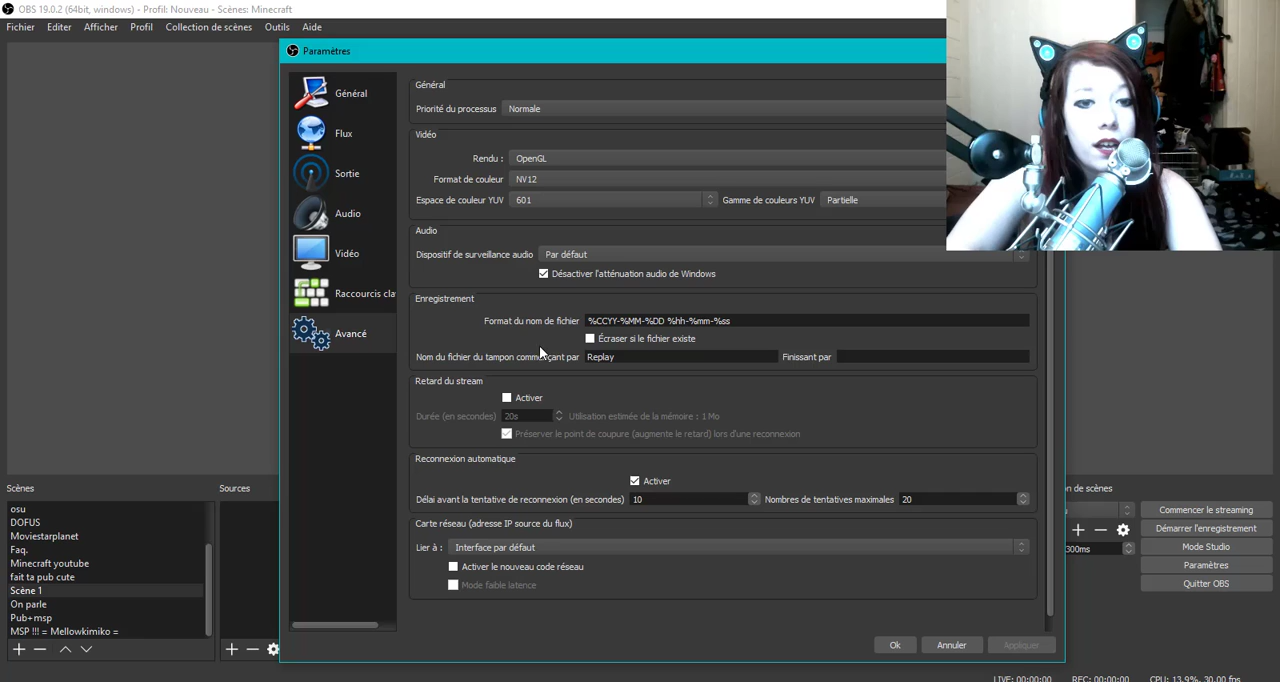 OBS 19.0.2 (64bit, windows) - Profil: Nouveau - Scènes: Minecraft
Fichier Editer Afficher Profil Collection de scènes Outils Aide
Paramètres
Général
Flux
Sortie
Audio
Vidéo
Raccourcis cla
Avancé
Général
Priorité du processus Normale
Vidéo
Rendu : OpenGL
Format de couleur NV12
Espace de couleur YUV 601 Gamme de couleurs YUV Partielle
Audio
Dispositif de surveillance audio Par défaut
Désactiver l'atténuation audio de Windows
Enregistrement
Format du nom de fichier %CCYY-%MM-%DD %hh-%mm-%ss
Écraser si le fichier existe
Nom du fichier du tampon commençant par Replay Finissant par
Retard du stream
Activer
Durée (en secondes) 20s Utilisation estimée de la mémoire : 1 Mo
Préserver le point de coupure (augmente le retard) lors d'une reconnexion
Reconnexion automatique
Activer
Délai avant la tentative de reconnexion (en secondes) 10 Nombres de tentatives maximales 20
Carte réseau (adresse IP source du flux)
Lier à : Interface par défaut
Activer le nouveau code réseau
Mode faible latence
Ok Annuler Appliquer
Scènes
osu
DOFUS
Moviestarplanet
Faq.
Minecraft youtube
fait ta pub cute
Scène 1
On parle
Pub+msp
MSP !!! = Mellowkimiko =
Sources
on de scènes
300ms
Commencer le streaming
Démarrer l'enregistrement
Mode Studio
Paramètres
Quitter OBS
LIVE: 00:00:00 REC: 00:00:00 CPU: 13.9%, 30.00 fps